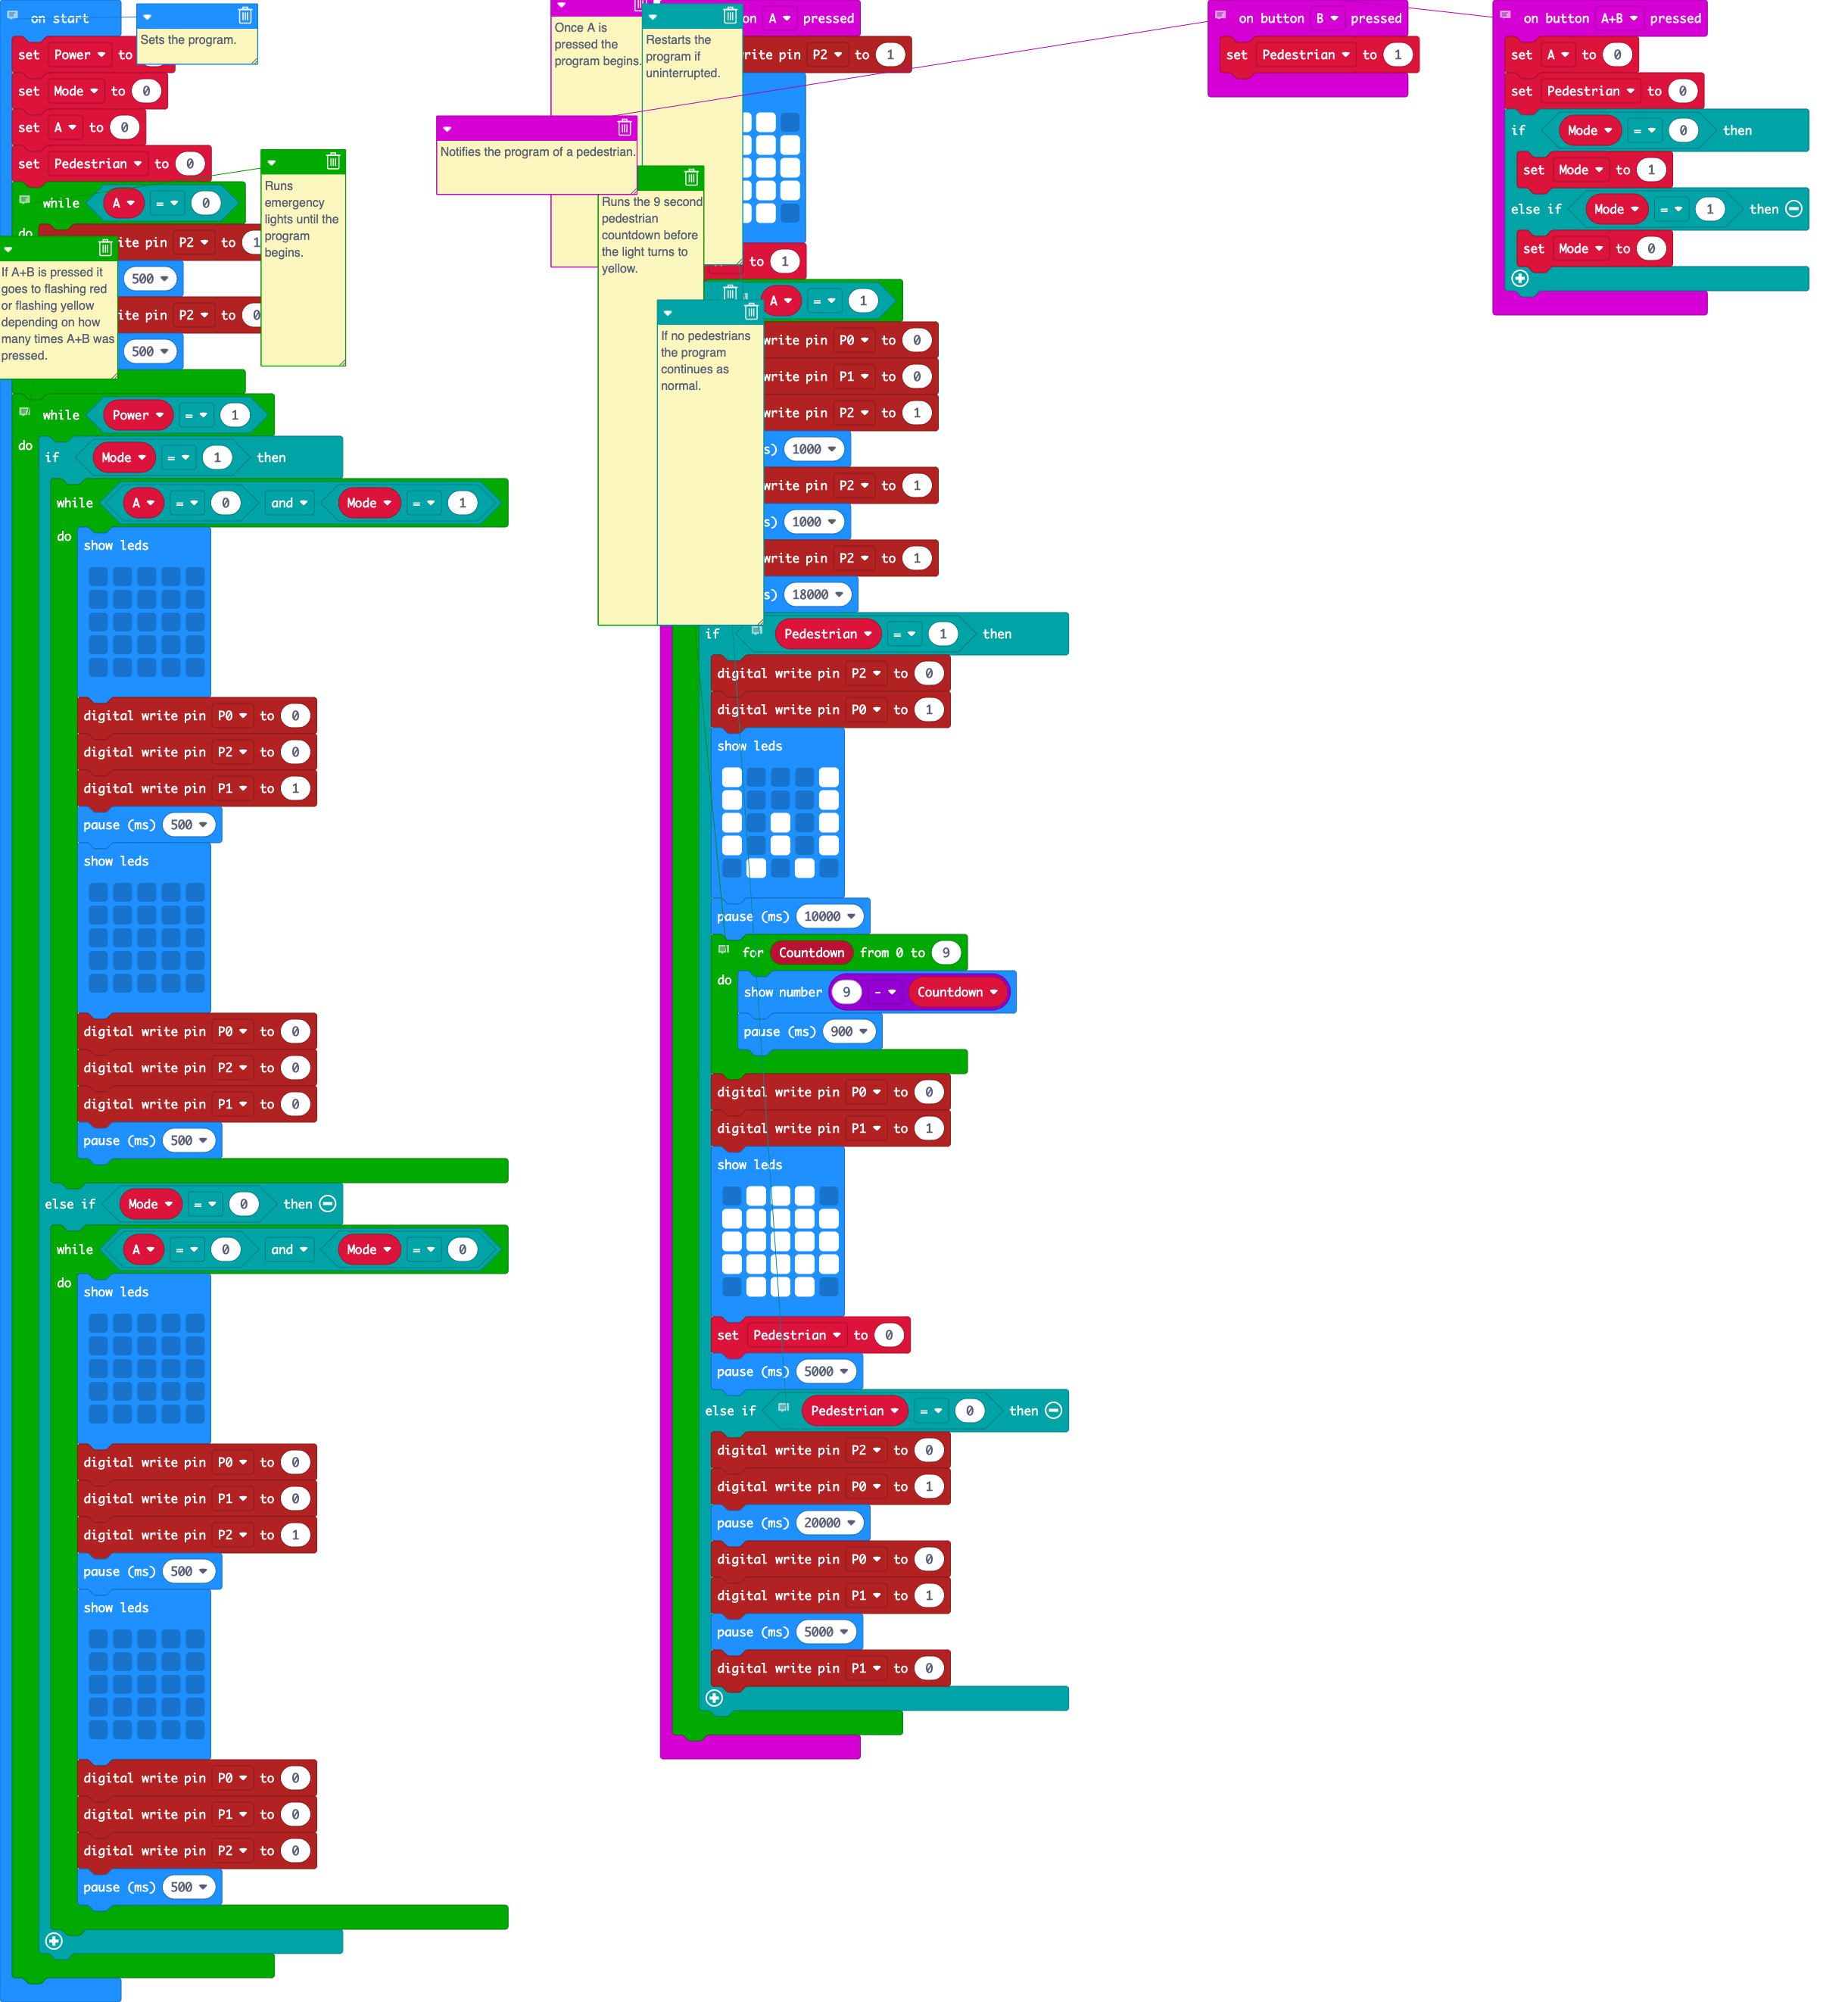 on start
Sets the program.
set Power to
set Mode to 0
set A to 0
set Pedestrian to 0
while A = 0
do
write pin P2 to 1
500
write pin P2 to 0
500
Runs
emergency
lights until the
program
begins.
If A+B is pressed it
goes to flashing red
or flashing yellow
depending on how
many times A+B was
pressed.
while Power = 1
do
if Mode = 1 then
while A = 0 and Mode = 1
do
show leds
digital write pin P0 to 0
digital write pin P2 to 0
digital write pin P1 to 1
pause (ms) 500
show leds
digital write pin P0 to 0
digital write pin P2 to 0
digital write pin P1 to 0
pause (ms) 500
else if Mode = 0 then
while A = 0 and Mode = 0
do
show leds
digital write pin P0 to 0
digital write pin P1 to 0
digital write pin P2 to 1
pause (ms) 500
show leds
digital write pin P0 to 0
digital write pin P1 to 0
digital write pin P2 to 0
pause (ms) 500
Once A is
pressed the
program begins.
Restarts the
program if
uninterrupted.
Notifies the program of a pedestrian.
Runs the 9 second
pedestrian
countdown before
the light turns to
yellow.
If no pedestrians
the program
continues as
normal.
on A pressed
write pin P2 to 1
to 1
A = 1
write pin P0 to 0
write pin P1 to 0
write pin P2 to 1
1000
write pin P2 to 1
1000
write pin P2 to 1
18000
if Pedestrian = 1 then
digital write pin P2 to 0
digital write pin P0 to 1
show leds
pause (ms) 10000
for Countdown from 0 to 9
do
show number 9 - Countdown
pause (ms) 900
digital write pin P0 to 0
digital write pin P1 to 1
show leds
set Pedestrian to 0
pause (ms) 5000
else if Pedestrian = 0 then
digital write pin P2 to 0
digital write pin P0 to 1
pause (ms) 20000
digital write pin P0 to 0
digital write pin P1 to 1
pause (ms) 5000
digital write pin P1 to 0
on button B pressed
set Pedestrian to 1
on button A+B pressed
set A to 0
set Pedestrian to 0
if Mode = 0 then
set Mode to 1
else if Mode = 1 then
set Mode to 0